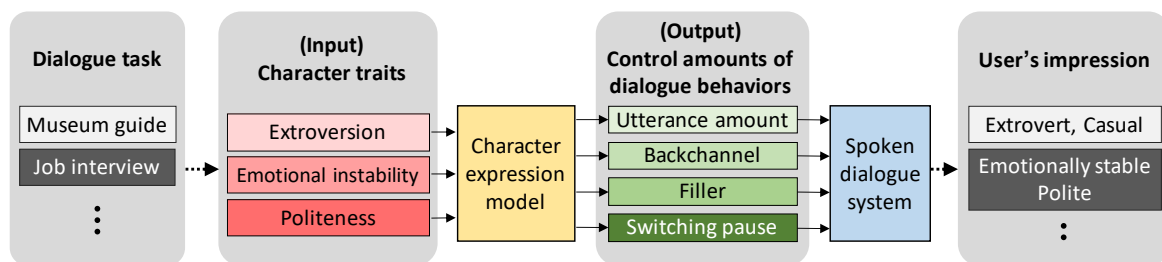 Dialogue task
Museum guide
Job interview
(Input)
Character traits
Extroversion
Emotional instability
Politeness
Character
expression
model
(Output)
Control amounts of
dialogue behaviors
Utterance amount
Backchannel
Filler
Switching pause
Spoken
dialogue
system
User's impression
Extrovert, Casual
Emotionally stable
Polite